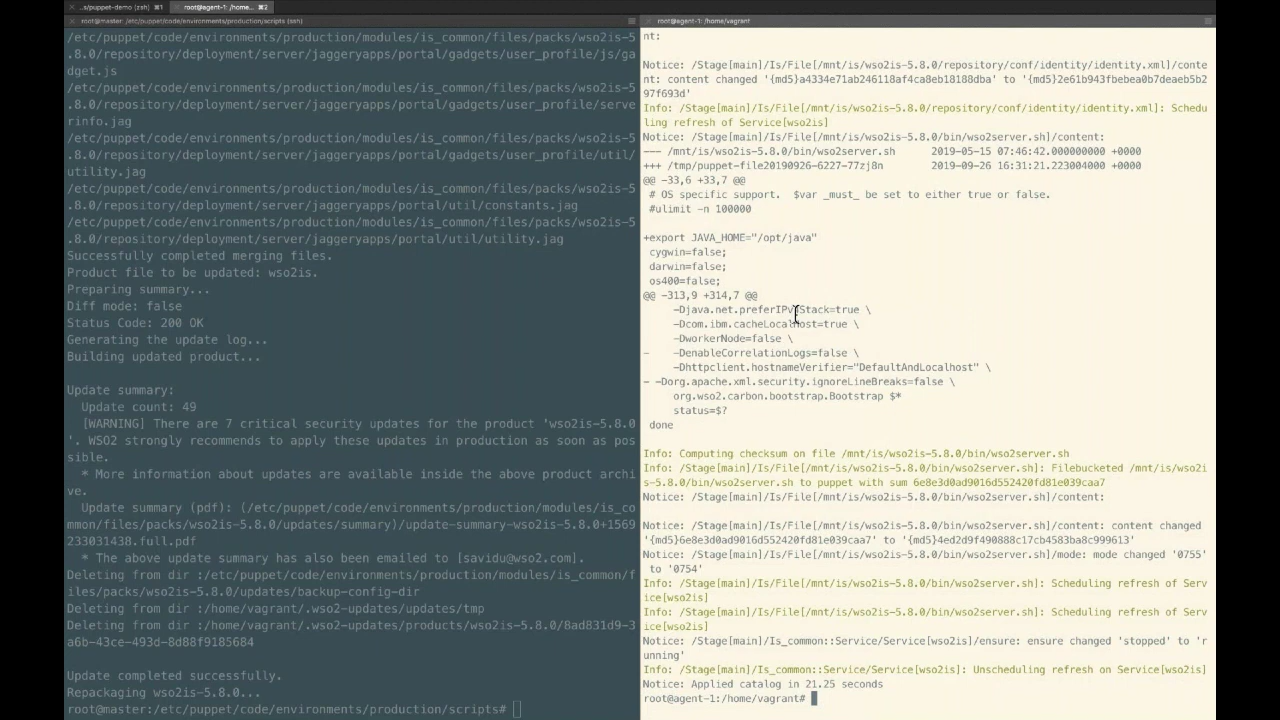 ..s/puppet-demo (zsh) ⌘1
root@agent-1: /home... ⌘2
root@master: /etc/puppet/code/environments/production/scripts (ssh)
/etc/puppet/code/environments/production/modules/is_common/files/packs/wso2is-5
.8.0/repository/deployment/server/jaggeryapps/portal/gadgets/user_profile/js/ga
dget.js
/etc/puppet/code/environments/production/modules/is_common/files/packs/wso2is-5
.8.0/repository/deployment/server/jaggeryapps/portal/gadgets/user_profile/serve
rinfo.jag
/etc/puppet/code/environments/production/modules/is_common/files/packs/wso2is-5
.8.0/repository/deployment/server/jaggeryapps/portal/gadgets/user_profile/util/
utility.jag
/etc/puppet/code/environments/production/modules/is_common/files/packs/wso2is-5
.8.0/repository/deployment/server/jaggeryapps/portal/util/constants.jag
/etc/puppet/code/environments/production/modules/is_common/files/packs/wso2is-5
.8.0/repository/deployment/server/jaggeryapps/portal/util/utility.jag
Successfully completed merging files.
Product file to be updated: wso2is.
Preparing summary...
Diff mode: false
Status Code: 200 OK
Generating the update log...
Building updated product...
Update summary:
Update count: 49
[WARNING] There are 7 critical security updates for the product 'wso2is-5.8.0
'. WSO2 strongly recommends to apply these updates in production as soon as pos
sible.
* More information about updates are available inside the above product archi
ve.
Update summary (pdf): (/etc/puppet/code/environments/production/modules/is_co
mmon/files/packs/wso2is-5.8.0/updates/summary)/update-summary-wso2is-5.8.0+1569
233031438.full.pdf
* The above update summary has also been emailed to [savidu@wso2.com].
Deleting from dir :/etc/puppet/code/environments/production/modules/is_common/f
iles/packs/wso2is-5.8.0/updates/backup-config-dir
Deleting from dir :/home/vagrant/.wso2-updates/updates/tmp
Deleting from dir :/home/vagrant/.wso2-updates/products/wso2is-5.8.0/8ad831d9-3
a6b-43ce-493d-8d88f9185684
Update completed successfully.
Repackaging wso2is-5.8.0...
root@master:/etc/puppet/code/environments/production/scripts#
root@agent-1: /home/vagrant
nt:
Notice: /Stage[main]/Is/File[/mnt/is/wso2is-5.8.0/repository/conf/identity/identity.xml]/conte
nt: content changed '{md5}a4334e71ab246118af4ca8eb18188dba' to '{md5}2e61b943fbebea0b7deaeb5b2
97f693d'
Info: /Stage[main]/Is/File[/mnt/is/wso2is-5.8.0/repository/conf/identity/identity.xml]: Schedu
ling refresh of Service[wso2is]
Notice: /Stage[main]/Is/File[/mnt/is/wso2is-5.8.0/bin/wso2server.sh]/content:
--- /mnt/is/wso2is-5.8.0/bin/wso2server.sh 2019-05-15 07:46:42.000000000 +0000
+++ /tmp/puppet-file20190926-6227-77zj8n 2019-09-26 16:31:21.223004000 +0000
@@ -33,6 +33,7 @@
# OS specific support. $var _must_ be set to either true or false.
#ulimit -n 100000
+export JAVA_HOME="/opt/java"
cygwin=false;
darwin=false;
os400=false;
@@ -313,9 +314,7 @@
-Djava.net.preferIPv4Stack=true \
-Dcom.ibm.cacheLocalhost=true \
-DworkerNode=false \
- -DenableCorrelationLogs=false \
-Dhttpclient.hostnameVerifier="DefaultAndLocalhost" \
- -Dorg.apache.xml.security.ignoreLineBreaks=false \
org.wso2.carbon.bootstrap.Bootstrap $*
status=$?
done
Info: Computing checksum on file /mnt/is/wso2is-5.8.0/bin/wso2server.sh
Info: /Stage[main]/Is/File[/mnt/is/wso2is-5.8.0/bin/wso2server.sh]: Filebucketed /mnt/is/wso2i
s-5.8.0/bin/wso2server.sh to puppet with sum 6e8e3d0ad9016d552420fd81e039caa7
Notice: /Stage[main]/Is/File[/mnt/is/wso2is-5.8.0/bin/wso2server.sh]/content:
Notice: /Stage[main]/Is/File[/mnt/is/wso2is-5.8.0/bin/wso2server.sh]/content: content changed
'{md5}6e8e3d0ad9016d552420fd81e039caa7' to '{md5}4ed2d9f490888c17cb4583ba8c999613'
Notice: /Stage[main]/Is/File[/mnt/is/wso2is-5.8.0/bin/wso2server.sh]/mode: mode changed '0755'
to '0754'
Info: /Stage[main]/Is/File[/mnt/is/wso2is-5.8.0/bin/wso2server.sh]: Scheduling refresh of Serv
ice[wso2is]
Info: /Stage[main]/Is/File[/mnt/is/wso2is-5.8.0/bin/wso2server.sh]: Scheduling refresh of Serv
ice[wso2is]
Notice: /Stage[main]/Is_common::Service/Service[wso2is]/ensure: ensure changed 'stopped' to 'r
unning'
Info: /Stage[main]/Is_common::Service/Service[wso2is]: Unscheduling refresh on Service[wso2is]
Notice: Applied catalog in 21.25 seconds
root@agent-1:/home/vagrant#